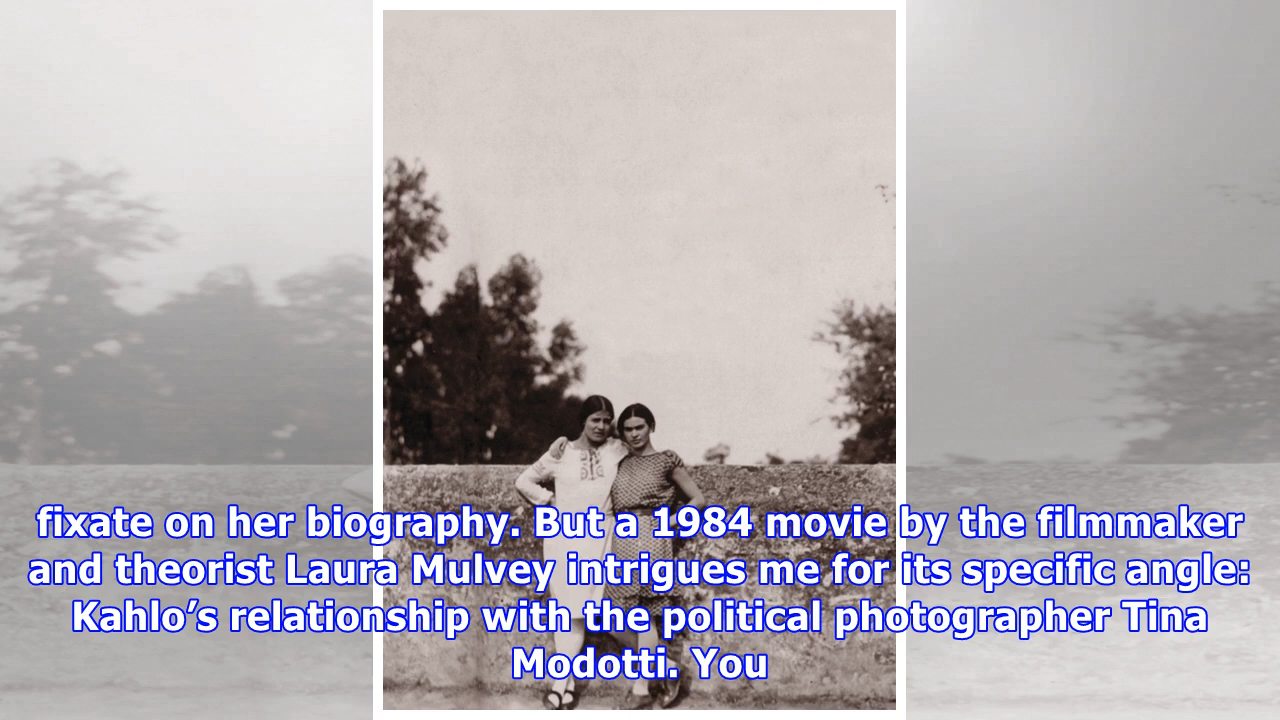 fixate on her biography. But a 1984 movie by the filmmaker
and theorist Laura Mulvey intrigues me for its specific angle:
Kahlo’s relationship with the political photographer Tina
Modotti. You